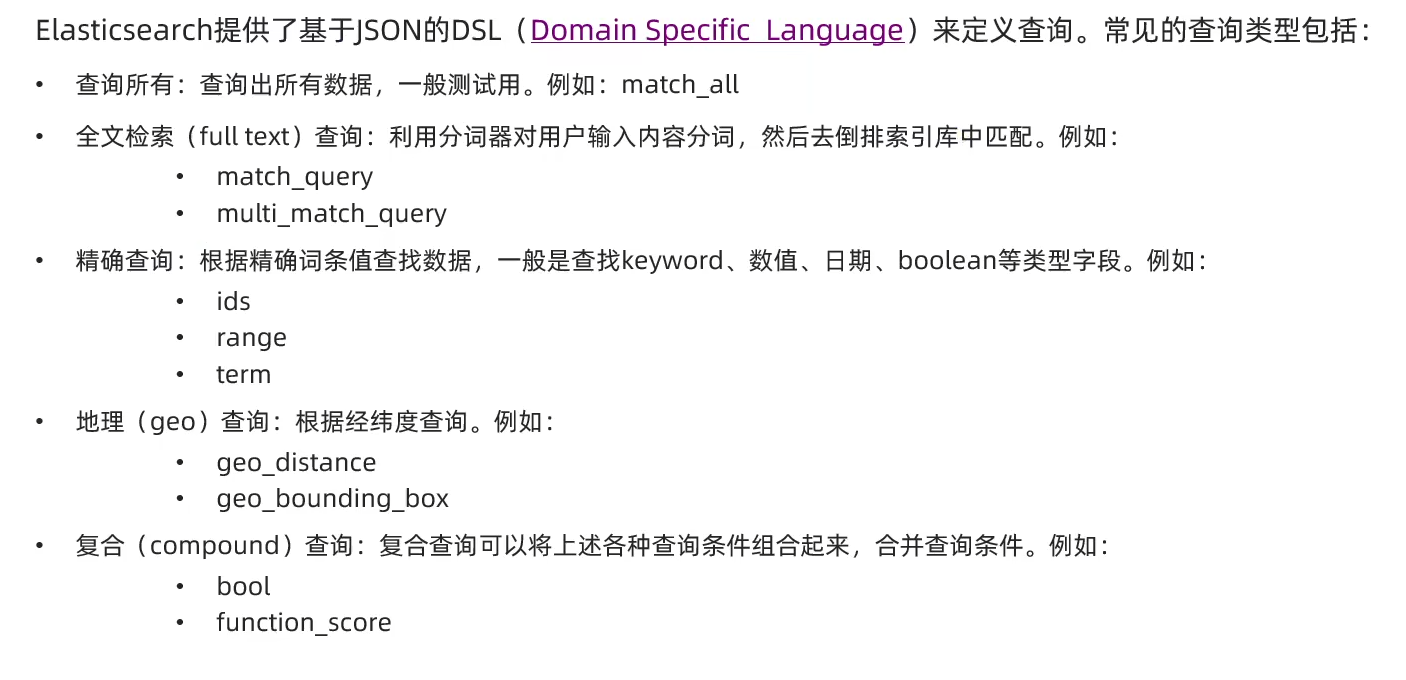 Elasticsearch提供了基于JSON的DSL（Domain Specific Language）来定义查询。常见的查询类型包括：
• 查询所有：查询出所有数据，一般测试用。例如：match_all
• 全文检索（full text）查询：利用分词器对用户输入内容分词，然后去倒排索引库中匹配。例如：
• match_query
• multi_match_query
• 精确查询：根据精确词条值查找数据，一般是查找keyword、数值、日期、boolean等类型字段。例如：
• ids
• range
• term
• 地理（geo）查询：根据经纬度查询。例如：
• geo_distance
• geo_bounding_box
• 复合（compound）查询：复合查询可以将上述各种查询条件组合起来，合并查询条件。例如：
• bool
• function_score